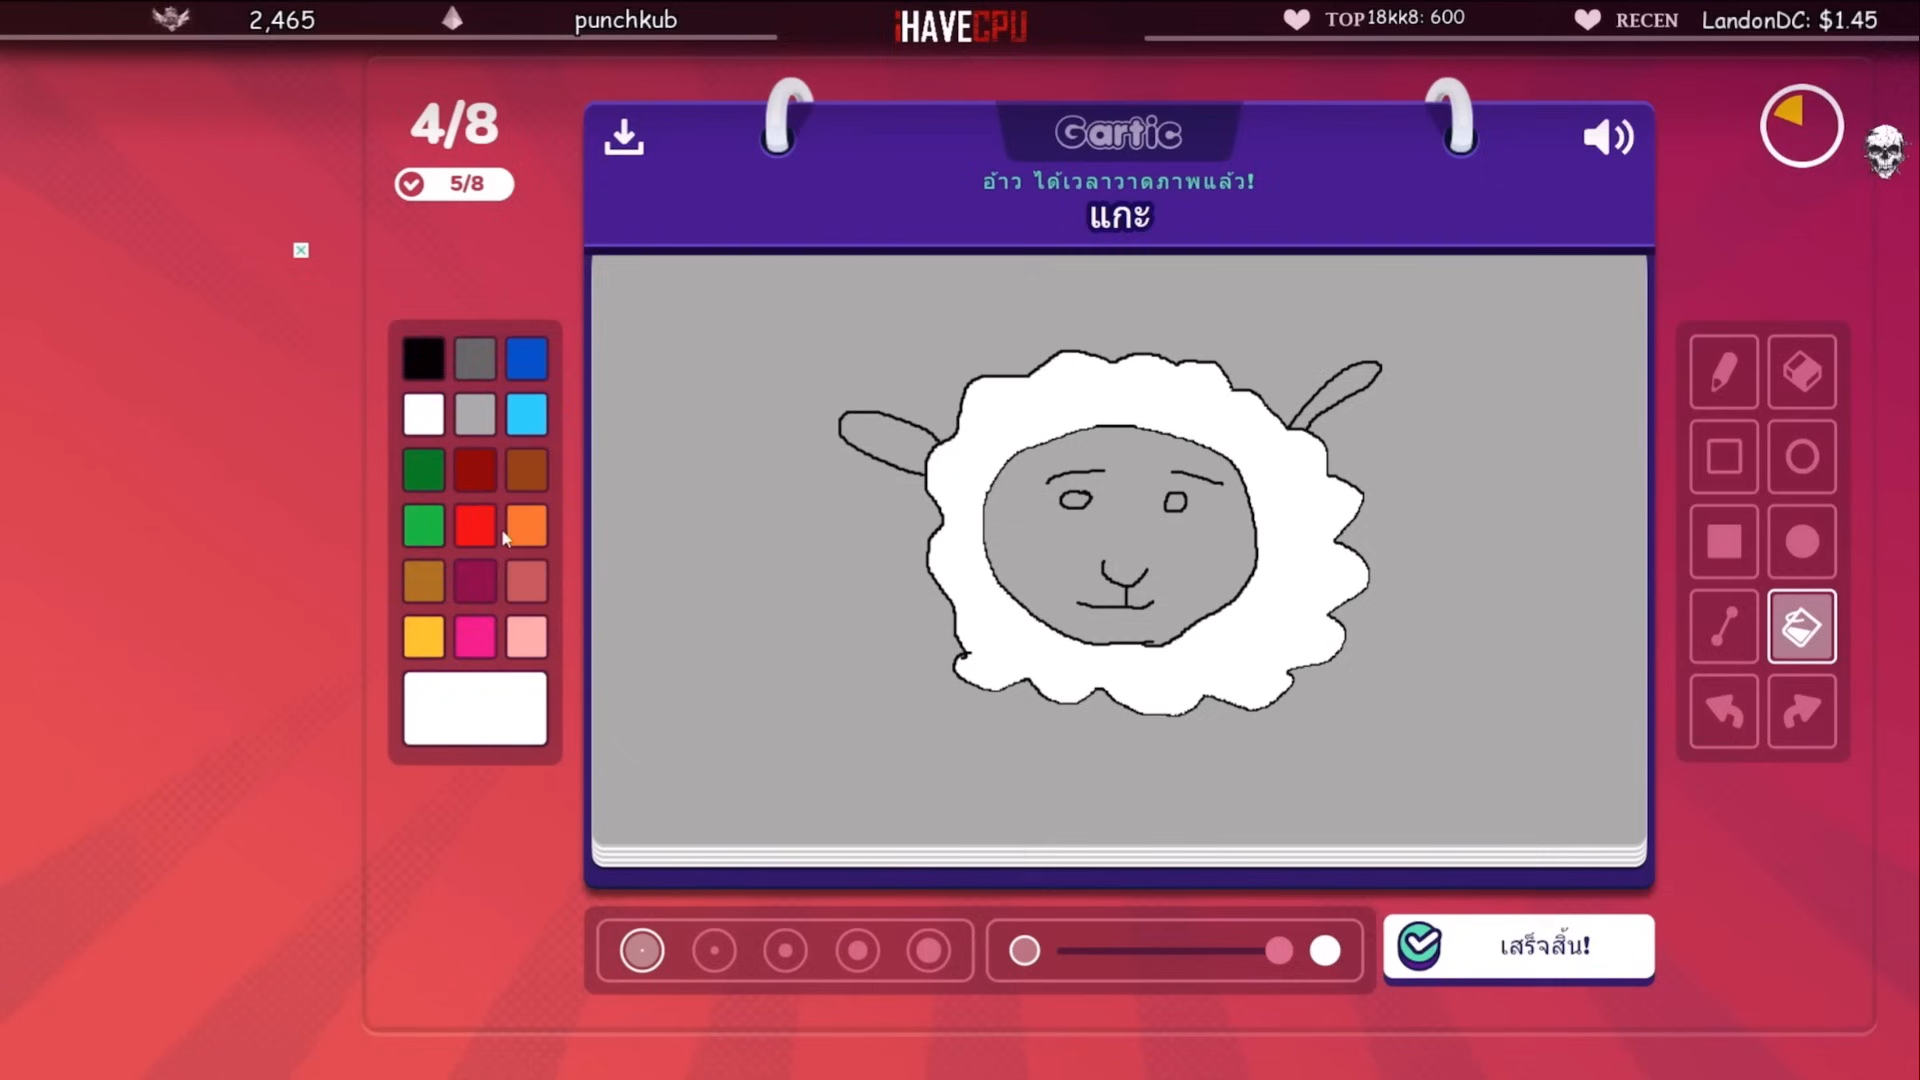 2,465
punchkub
iHAVECPU
TOP 18kk8: 600
RECEN LandonDC: $1.45
4/8
5/8
Gartic
อ้าว ได้เวลาวาดภาพแล้ว!
แกะ
เสร็จสิ้น!